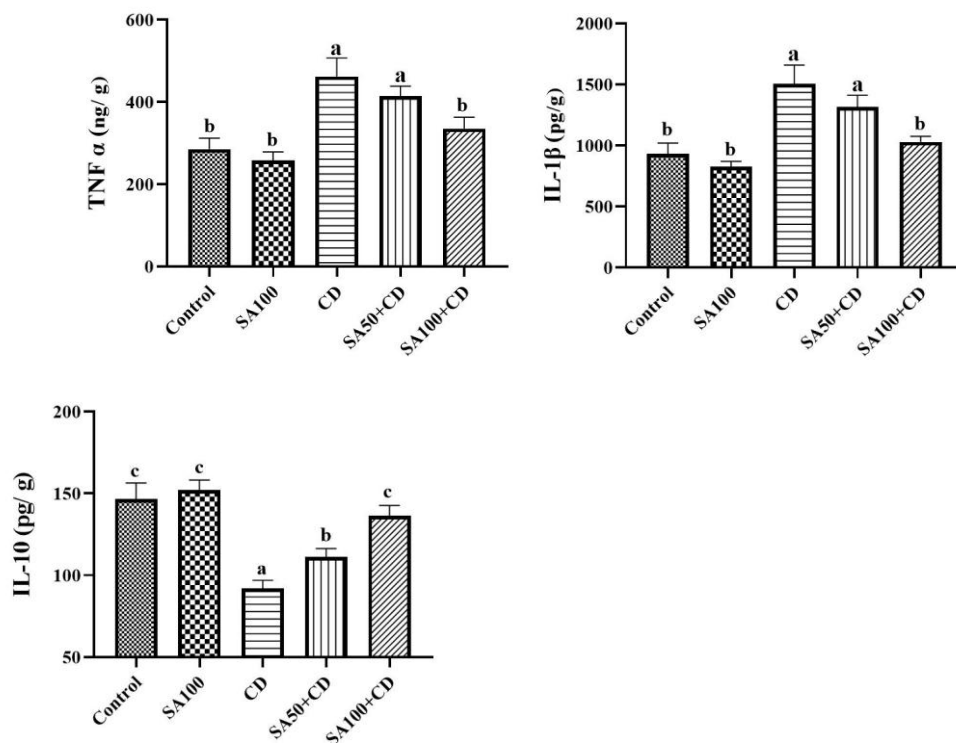 600
400
200
0
TNF α (ng/ g)
a
a
b
b
b
Control
SA100
CD
SA50+CD
SA100+CD
2000
1500
1000
500
0
IL-1β (pg/g)
a
a
b
b
b
Control
SA100
CD
SA50+CD
SA100+CD
200
150
100
50
IL-10 (pg/ g)
c
c
a
b
c
Control
SA100
CD
SA50+CD
SA100+CD